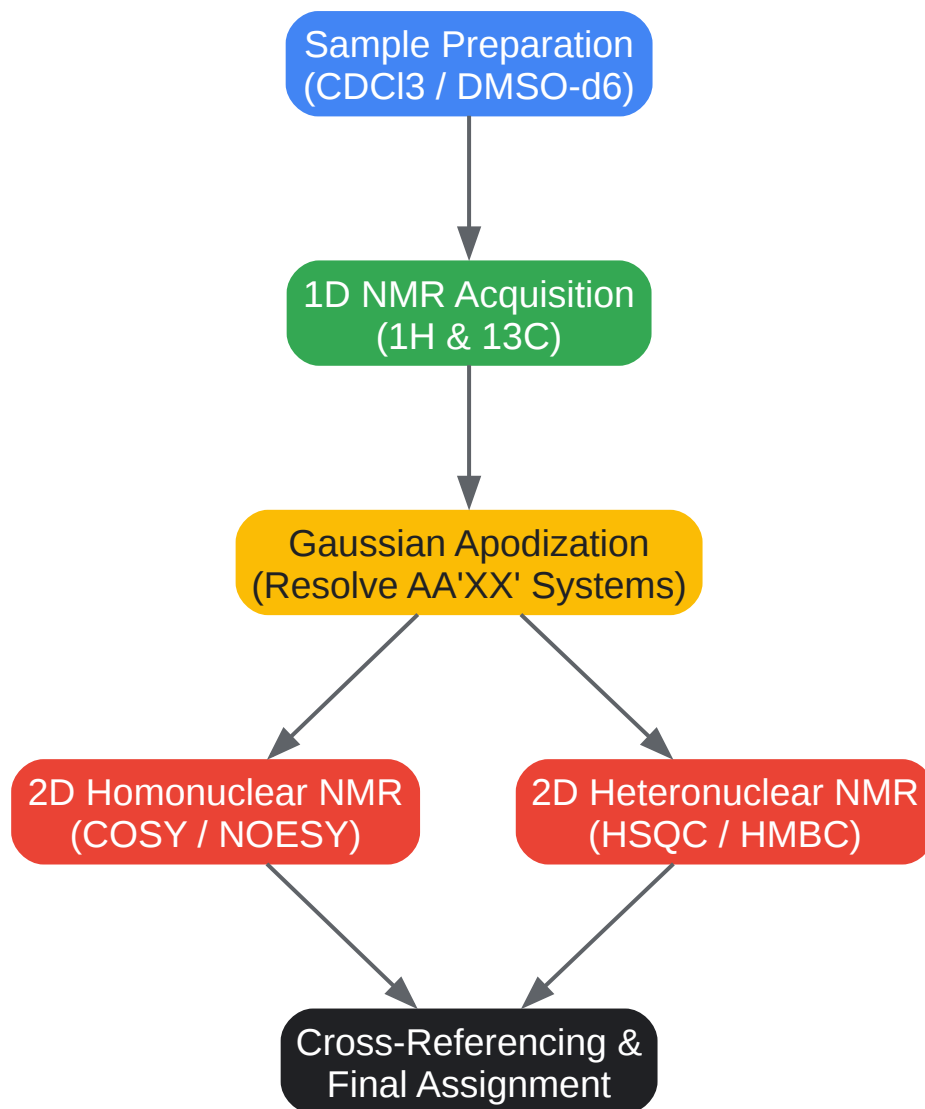 Sample Preparation
(CDCl3 / DMSO-d6)
1D NMR Acquisition
(1H & 13C)
Gaussian Apodization
(Resolve AA'XX' Systems)
2D Homonuclear NMR
(COSY / NOESY)
2D Heteronuclear NMR
(HSQC / HMBC)
Cross-Referencing &
Final Assignment